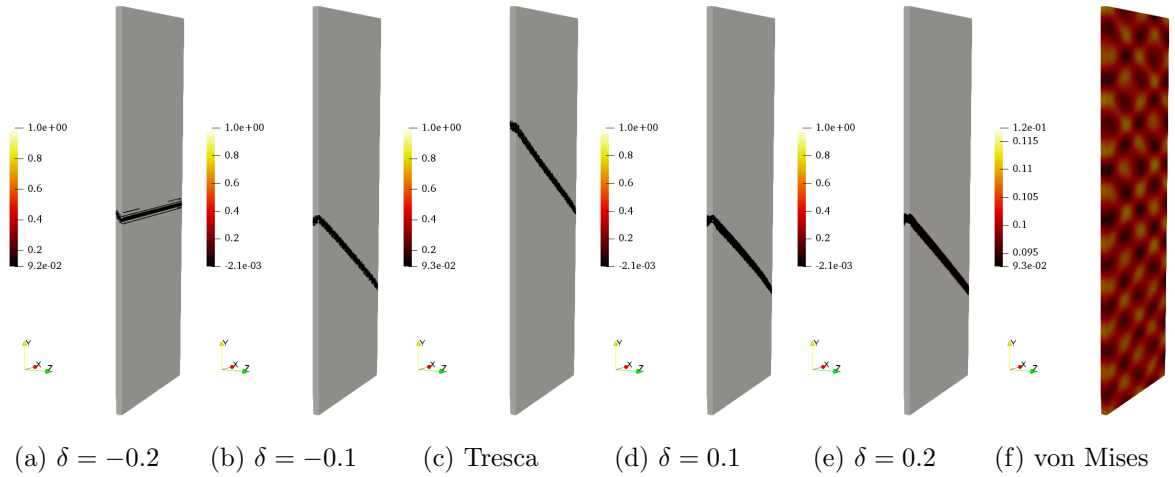 1.0e+00
0.8
0.6
0.4
0.2
9.2e-02
Y
X
Z
(a) δ = −0.2
1.0e+00
0.8
0.6
0.4
0.2
-2.1e-03
Y
X
Z
(b) δ = −0.1
1.0e+00
0.8
0.6
0.4
0.2
9.3e-02
Y
X
Z
(c) Tresca
1.0e+00
0.8
0.6
0.4
0.2
-2.1e-03
Y
X
Z
(d) δ = 0.1
1.0e+00
0.8
0.6
0.4
0.2
9.3e-02
Y
X
Z
(e) δ = 0.2
1.2e-01
0.115
0.11
0.105
0.1
0.095
9.3e-02
Y
X
Z
(f) von Mises